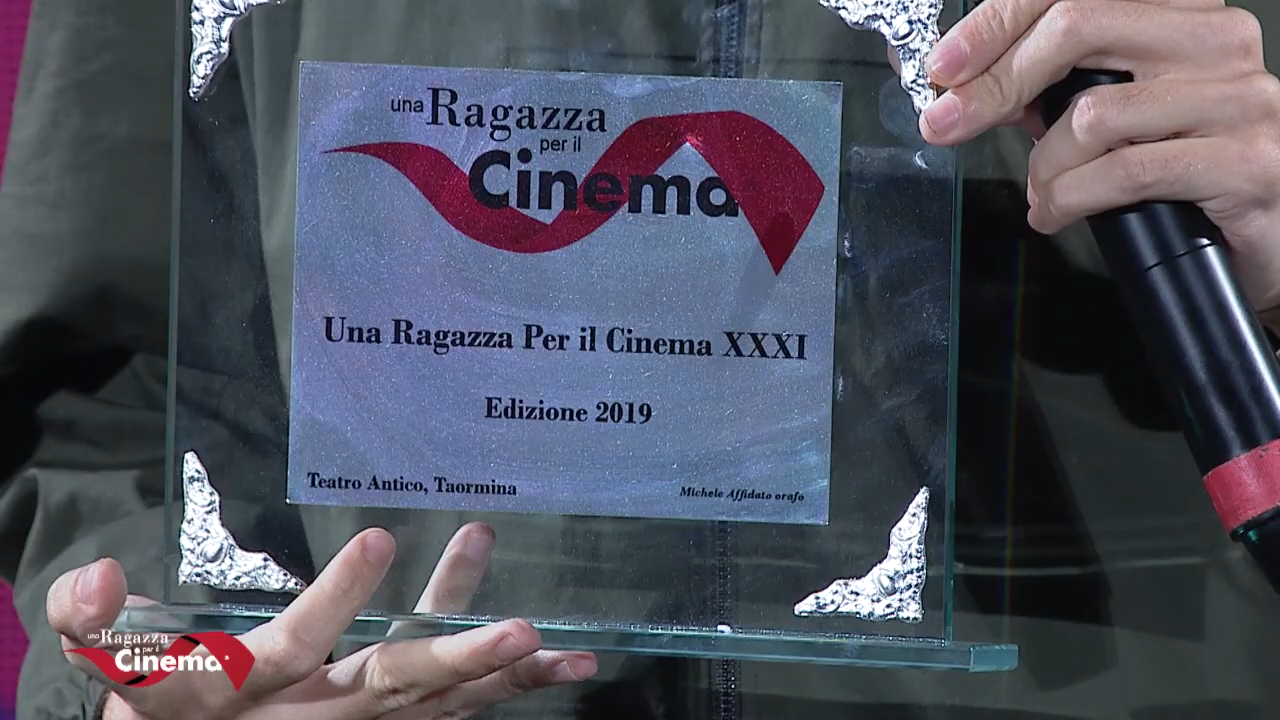 una Ragazza
per il
Cinema
Una Ragazza Per il Cinema XXXI
Edizione 2019
Teatro Antico, Taormina
Michele Affidato orafo
una Ragazza
per il
Cinema